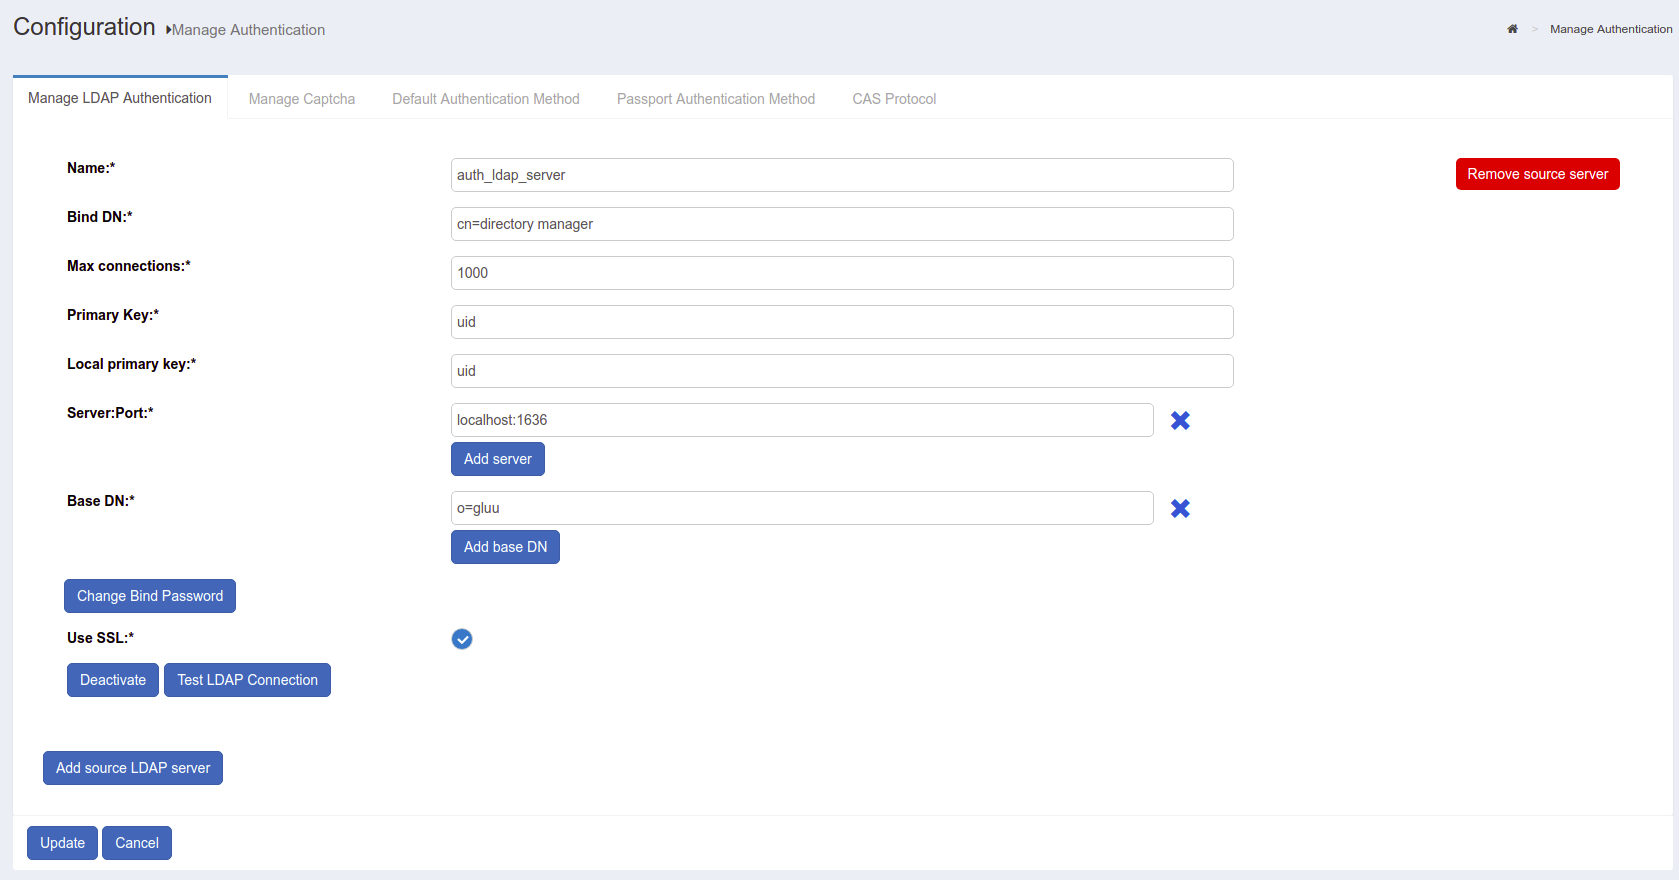 Configuration Manage Authentication
> Manage Authentication
Manage LDAP Authentication Manage Captcha Default Authentication Method Passport Authentication Method CAS Protocol
Name:* auth_ldap_server Remove source server
Bind DN:* cn=directory manager
Max connections:* 1000
Primary Key:* uid
Local primary key:* uid
Server:Port:* localhost:1636
Add server
Base DN:* o=gluu
Add base DN
Change Bind Password
Use SSL:*
Deactivate Test LDAP Connection
Add source LDAP server
Update Cancel